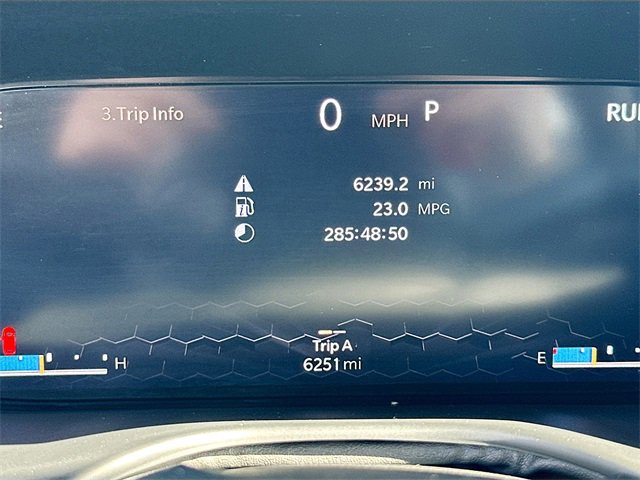 3.Trip Info
0 MPH P
6239.2 mi
23.0 MPG
285:48:50
Trip A
6251 mi
H
E